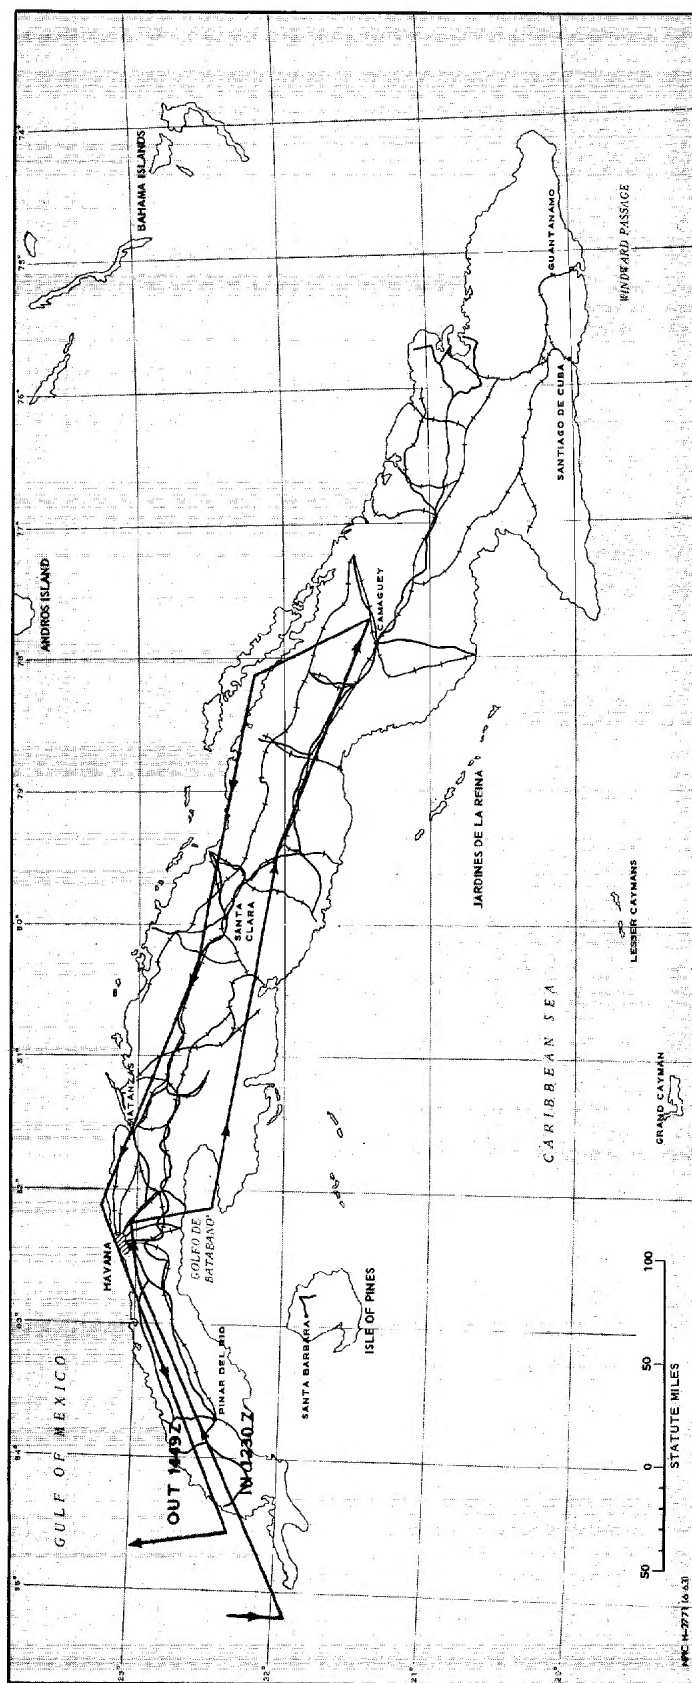 85° 84° 83° 82° 81° 80° 79° 78° 77° 76° 75° 74°
23°
22°
21°
20°
GULF OF MEXICO
ANDROS ISLAND
BAHAMA ISLANDS
HAVANA
MATANZAS
OUT 1449 Z
IN 1230 Z
PINAR DEL RIO
GOLFO DE
BATABANO
SANTA
CLARA
CAMAGUEY
SANTA BARBARA
ISLE OF PINES
JARDINES DE LA REINA
GUANTANAMO
SANTIAGO DE CUBA
WINDWARD PASSAGE
CARIBBEAN SEA
LESSER CAYMANS
GRAND CAYMAN
50 0 50 100
STATUTE MILES